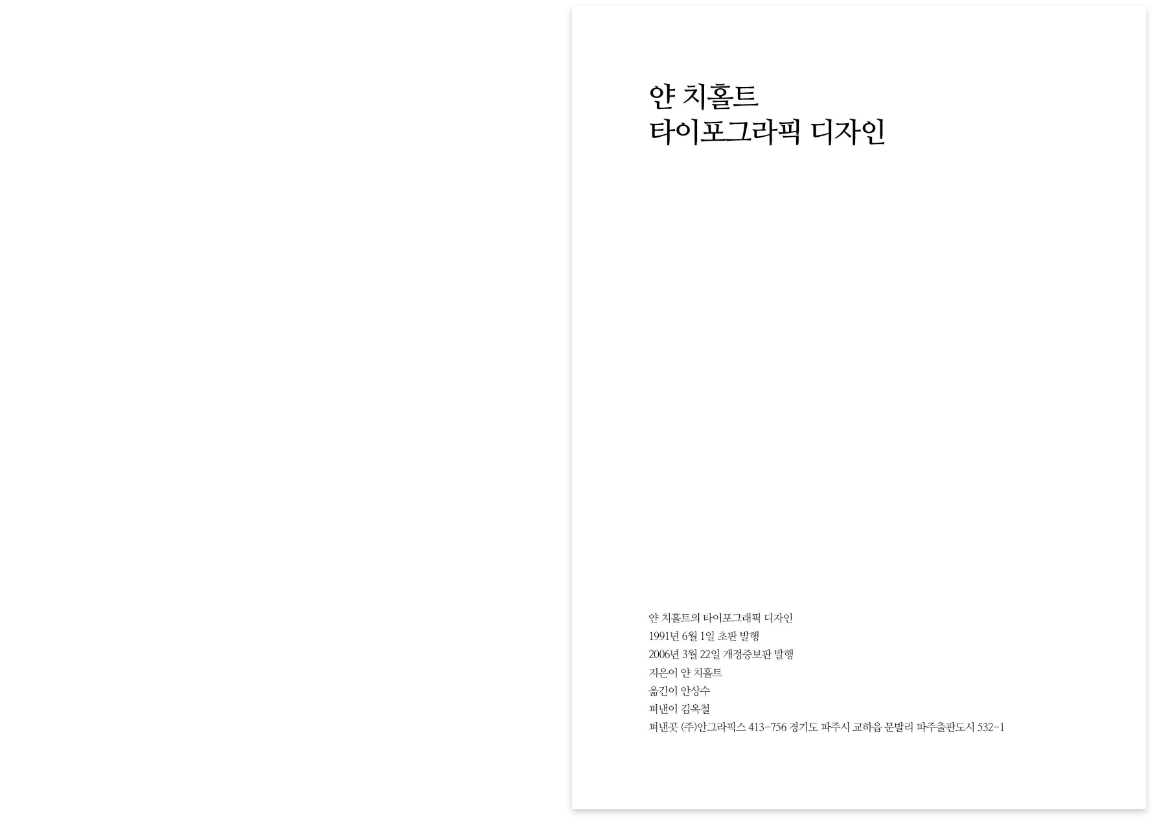 얀 치홀트
타이포그라픽 디자인
얀 치홀트의 타이포그래픽 디자인
1991년 6월 1일 초판 발행
2006년 3월 22일 개정증보판 발행
지은이 얀 치홀트
옮긴이 안상수
펴낸이 김옥철
펴낸곳 (주)안그라픽스 413-756 경기도 파주시 교하읍 문발리 파주출판도시 532-1